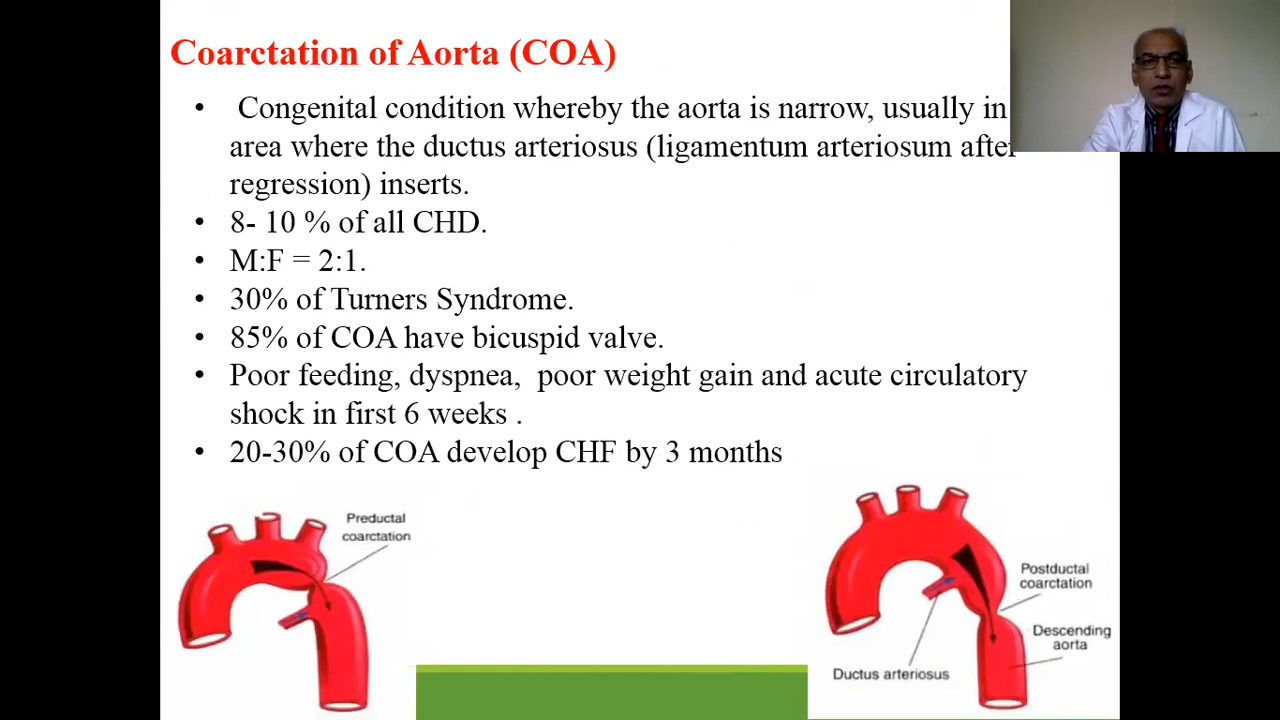 Coarctation of Aorta (COA)
• Congenital condition whereby the aorta is narrow, usually in
area where the ductus arteriosus (ligamentum arteriosum after
regression) inserts.
• 8- 10 % of all CHD.
• M:F = 2:1.
• 30% of Turners Syndrome.
• 85% of COA have bicuspid valve.
• Poor feeding, dyspnea, poor weight gain and acute circulatory
shock in first 6 weeks .
• 20-30% of COA develop CHF by 3 months
Preductal
coarctation
Postductal
coarctation
Descending
aorta
Ductus arteriosus